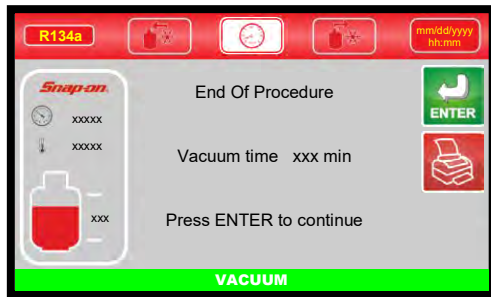 R134a
mm/dd/yyyy
hh:mm
Snap-on
xxxxx
xxxxx
xxx
End Of Procedure
Vacuum time xxx min
Press ENTER to continue
ENTER
VACUUM